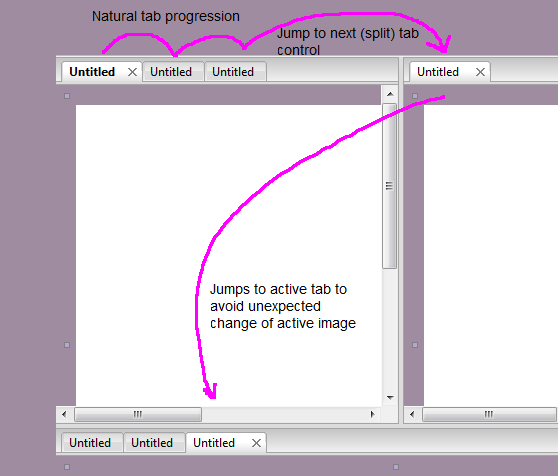 Natural tab progression
Jump to next (split) tab
control
Untitled
Untitled
Untitled
Untitled
Jumps to active tab to
avoid unexpected
change of active image
Untitled
Untitled
Untitled